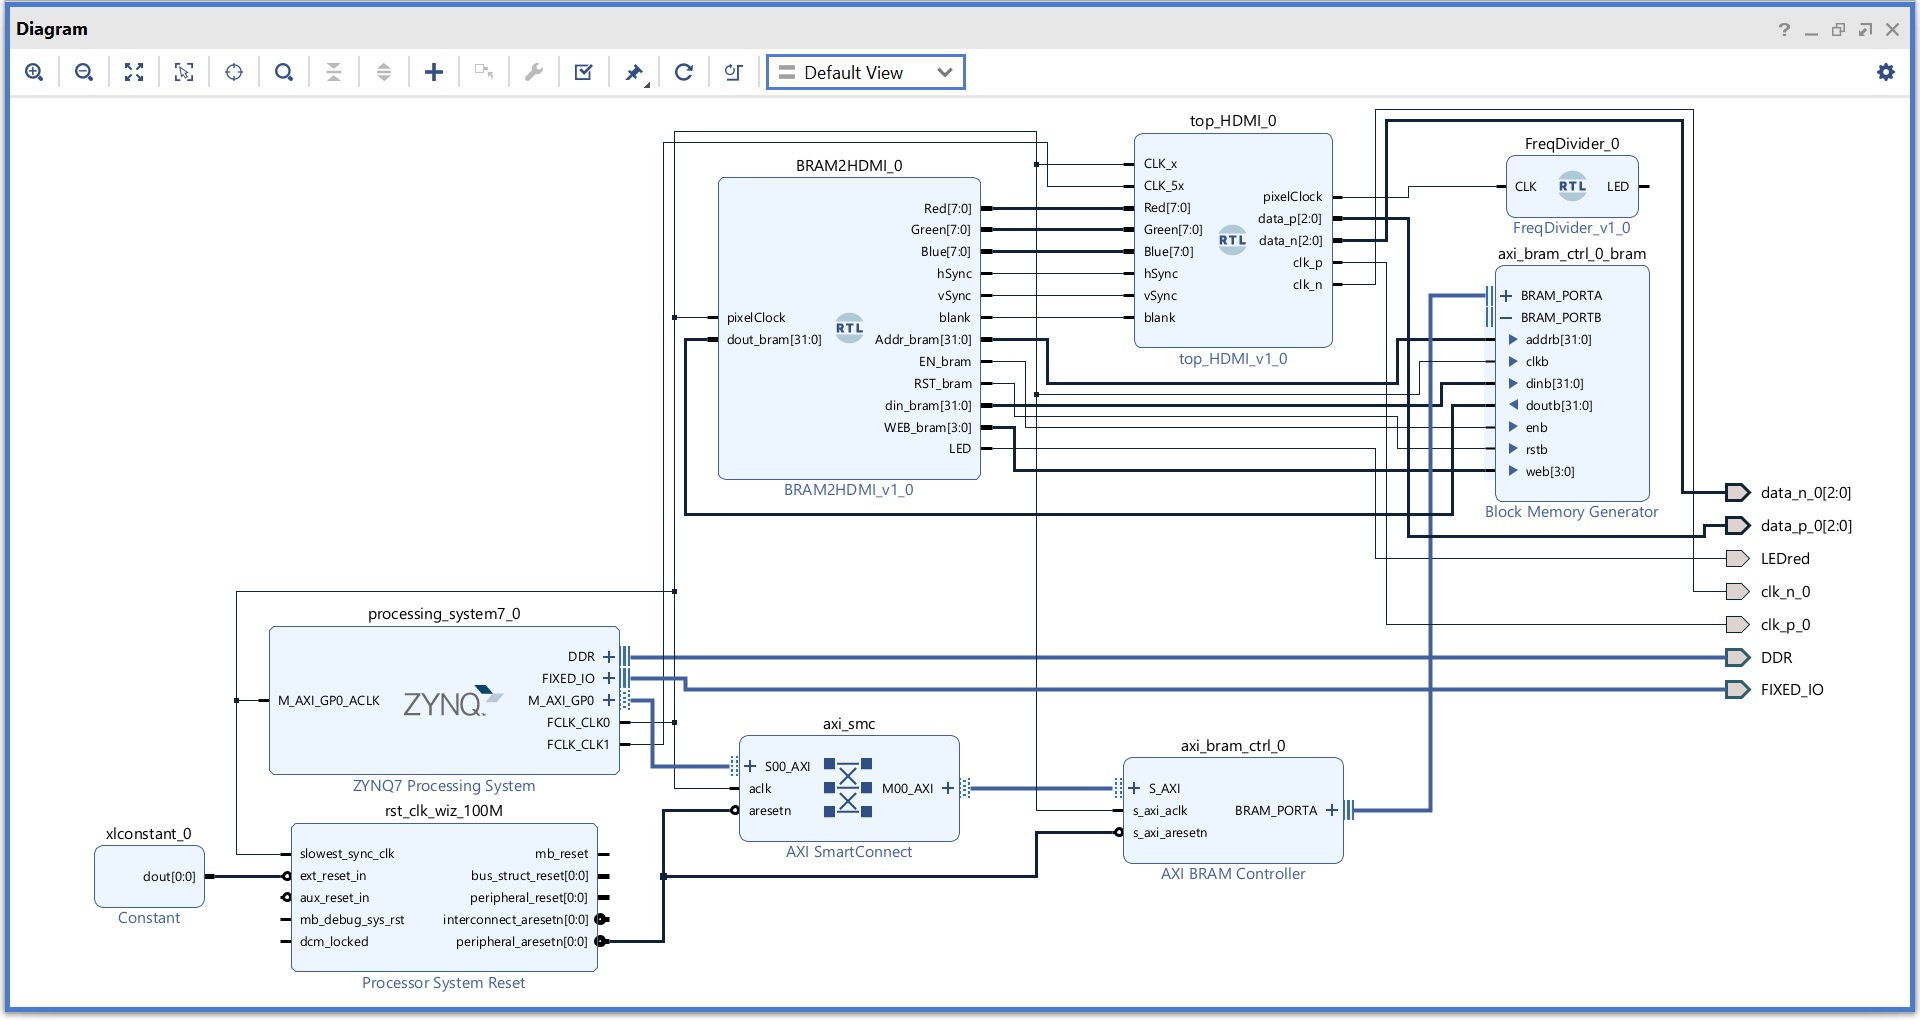 Diagram
Default View
BRAM2HDMI_0
pixelClock
dout_bram[31:0]
RTL
Red[7:0]
Green[7:0]
Blue[7:0]
hSync
vSync
blank
Addr_bram[31:0]
EN_bram
RST_bram
din_bram[31:0]
WEB_bram[3:0]
LED
BRAM2HDMI_v1_0
top_HDMI_0
CLK_x
CLK_5x
Red[7:0]
Green[7:0]
Blue[7:0]
hSync
vSync
blank
RTL
pixelClock
data_p[2:0]
data_n[2:0]
clk_p
clk_n
top_HDMI_v1_0
FreqDivider_0
CLK
RTL
LED
FreqDivider_v1_0
axi_bram_ctrl_0_bram
BRAM_PORTA
BRAM_PORTB
addrb[31:0]
clkb
dinb[31:0]
doutb[31:0]
enb
rstb
web[3:0]
Block Memory Generator
data_n_0[2:0]
data_p_0[2:0]
LEDred
clk_n_0
clk_p_0
DDR
FIXED_IO
processing_system7_0
M_AXI_GP0_ACLK
ZYNQ
DDR
FIXED_IO
M_AXI_GP0
FCLK_CLK0
FCLK_CLK1
ZYNQ7 Processing System
axi_smc
S00_AXI
aclk
aresetn
M00_AXI
AXI SmartConnect
axi_bram_ctrl_0
S_AXI
s_axi_aclk
s_axi_aresetn
BRAM_PORTA
AXI BRAM Controller
xlconstant_0
dout[0:0]
Constant
rst_clk_wiz_100M
slowest_sync_clk
ext_reset_in
aux_reset_in
mb_debug_sys_rst
dcm_locked
mb_reset
bus_struct_reset[0:0]
peripheral_reset[0:0]
interconnect_aresetn[0:0]
peripheral_aresetn[0:0]
Processor System Reset